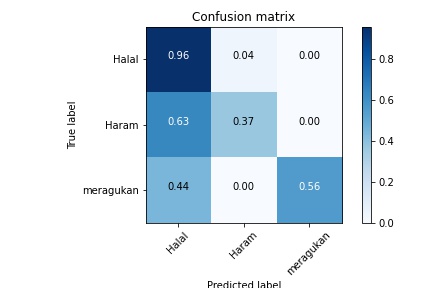 Confusion matrix
Halal
0.96
0.04
0.00
Haram
0.63
0.37
0.00
meragukan
0.44
0.00
0.56
True label
Halal
Haram
meragukan
Predicted label
0.8
0.6
0.4
0.2
0.0